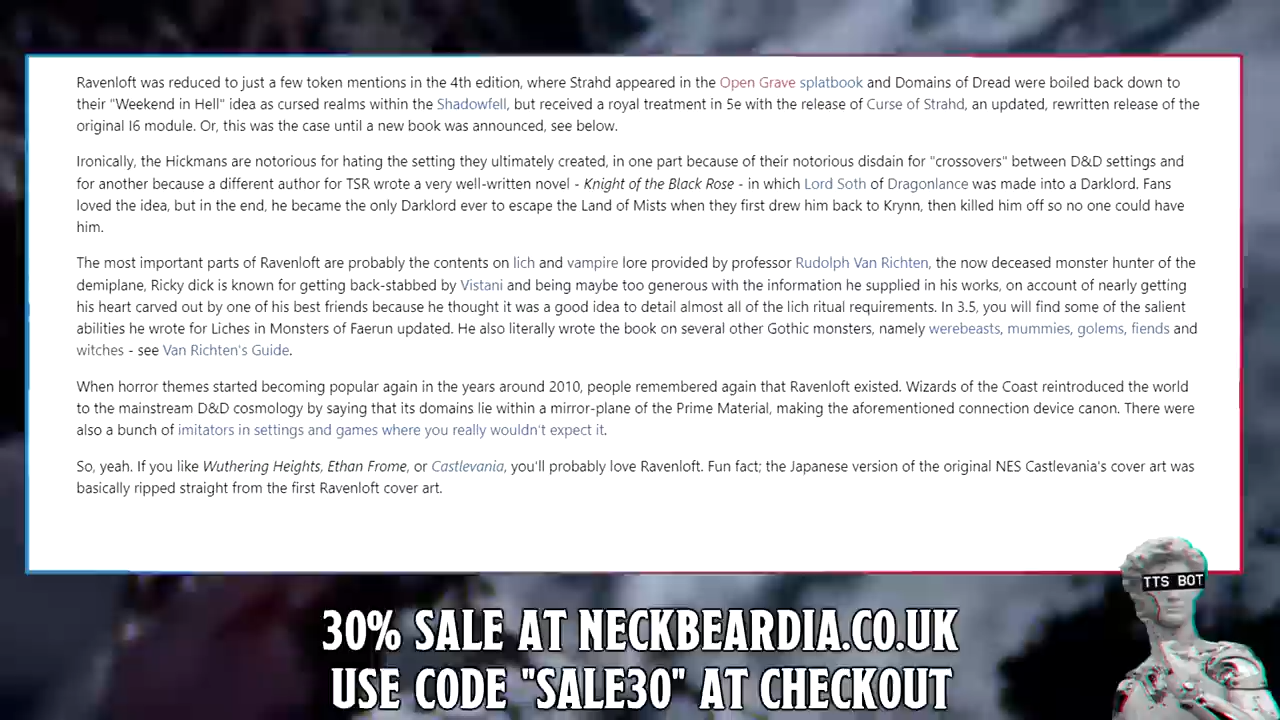 Ravenloft was reduced to just a few token mentions in the 4th edition, where Strahd appeared in the Open Grave splatbook and Domains of Dread were boiled back down to
their "Weekend in Hell" idea as cursed realms within the Shadowfell, but received a royal treatment in 5e with the release of Curse of Strahd, an updated, rewritten release of the
original I6 module. Or, this was the case until a new book was announced, see below.
Ironically, the Hickmans are notorious for hating the setting they ultimately created, in one part because of their notorious disdain for "crossovers" between D&D settings and
for another because a different author for TSR wrote a very well-written novel - Knight of the Black Rose - in which Lord Soth of Dragonlance was made into a Darklord. Fans
loved the idea, but in the end, he became the only Darklord ever to escape the Land of Mists when they first drew him back to Krynn, then killed him off so no one could have
him.
The most important parts of Ravenloft are probably the contents on lich and vampire lore provided by professor Rudolph Van Richten, the now deceased monster hunter of the
demiplane, Ricky dick is known for getting back-stabbed by Vistani and being maybe too generous with the information he supplied in his works, on account of nearly getting
his heart carved out by one of his best friends because he thought it was a good idea to detail almost all of the lich ritual requirements. In 3.5, you will find some of the salient
abilities he wrote for Liches in Monsters of Faerun updated. He also literally wrote the book on several other Gothic monsters, namely werebeasts, mummies, golems, fiends and
witches - see Van Richten's Guide.
When horror themes started becoming popular again in the years around 2010, people remembered again that Ravenloft existed. Wizards of the Coast reintroduced the world
to the mainstream D&D cosmology by saying that its domains lie within a mirror-plane of the Prime Material, making the aforementioned connection device canon. There were
also a bunch of imitators in settings and games where you really wouldn't expect it.
So, yeah. If you like Wuthering Heights, Ethan Frome, or Castlevania, you'll probably love Ravenloft. Fun fact; the Japanese version of the original NES Castlevania's cover art was
basically ripped straight from the first Ravenloft cover art.
TTS BOT
30% SALE AT NECKBEARDIA.CO.UK
USE CODE "SALE30" AT CHECKOUT